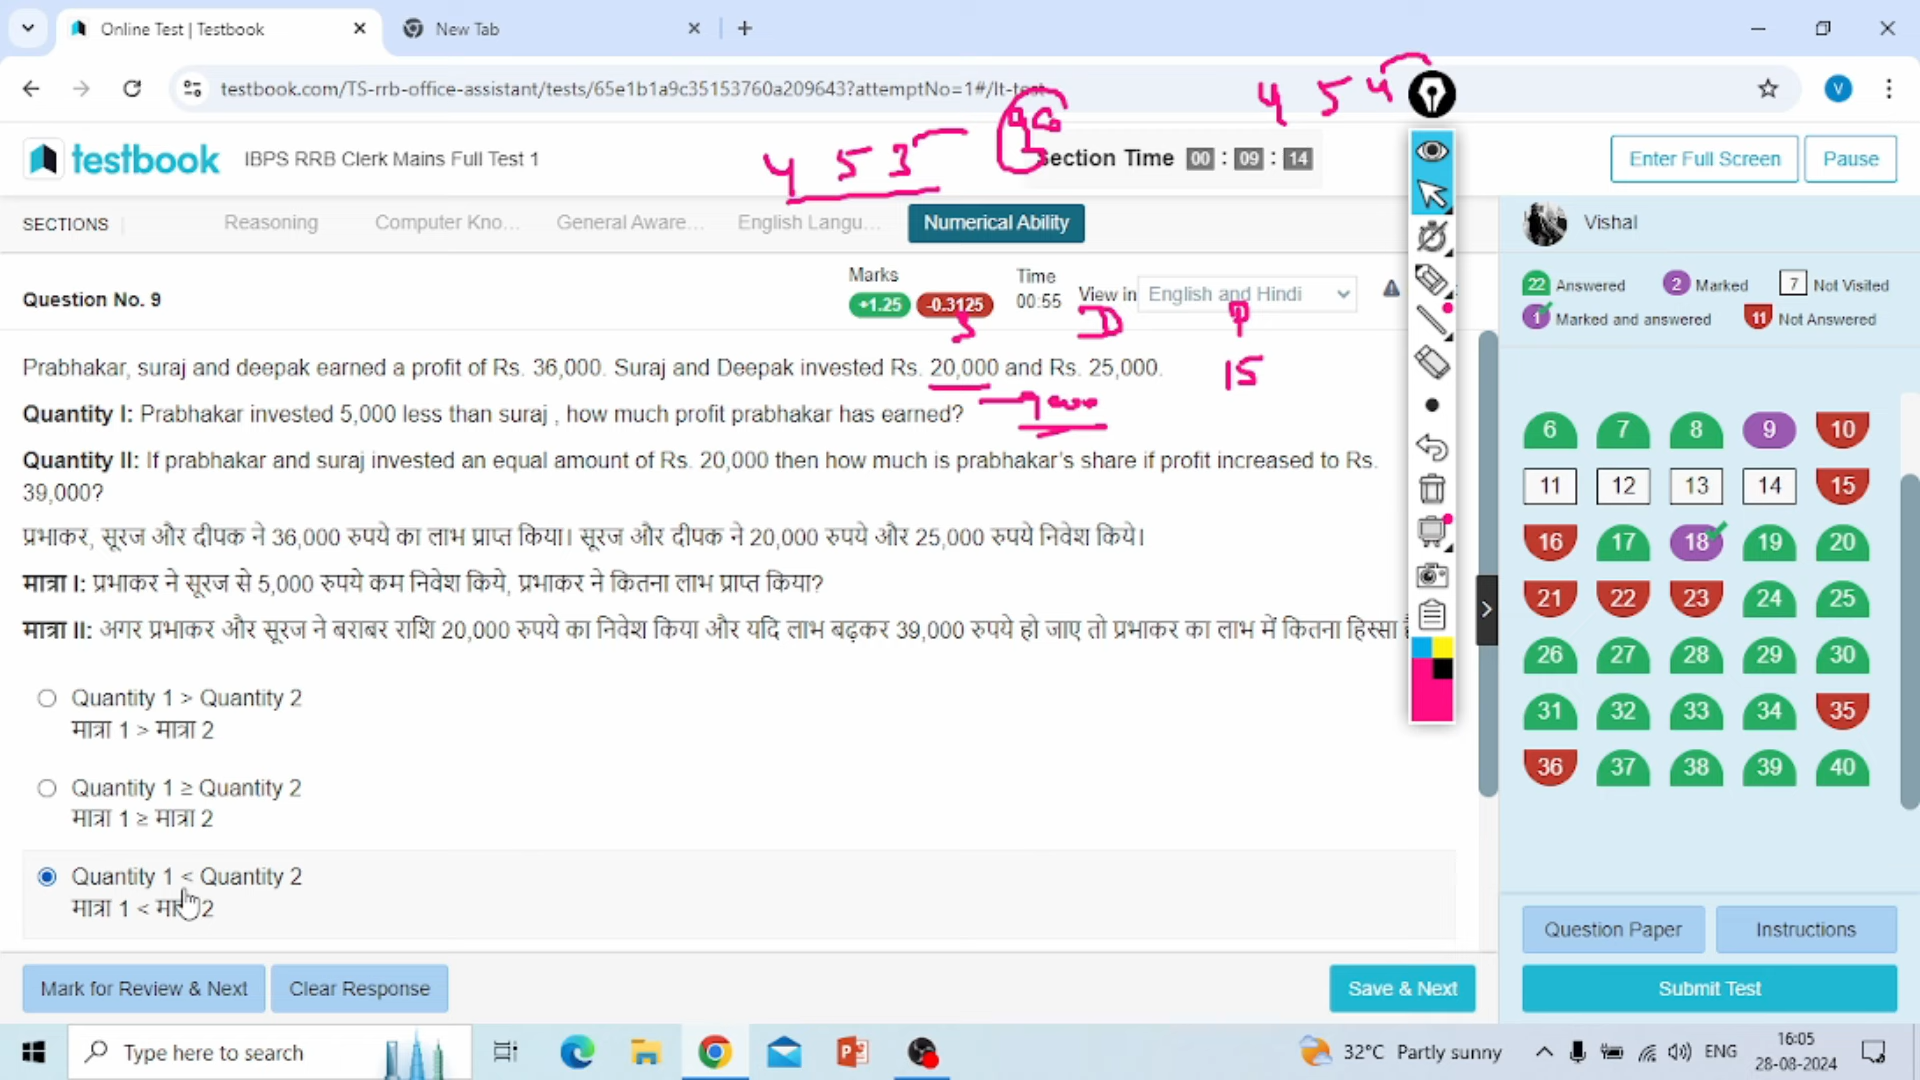 Online Test | Testbook
New Tab
testbook.com/TS-rrb-office-assistant/tests/65e1b1a9c35153760a209643?attemptNo=1#/lt-test
4 5 4
4 5 3
testbook
IBPS RRB Clerk Mains Full Test 1
Section Time 00 : 09 : 14
Enter Full Screen
Pause
SECTIONS
Reasoning
Computer Kno...
General Aware...
English Langu...
Numerical Ability
Vishal
Question No. 9
Marks
+1.25 -0.3125
Time
00:55
View in
English and Hindi
22 Answered
2 Marked
7 Not Visited
1 Marked and answered
11 Not Answered
S D P
15
Prabhakar, suraj and deepak earned a profit of Rs. 36,000. Suraj and Deepak invested Rs. 20,000 and Rs. 25,000.
Quantity I: Prabhakar invested 5,000 less than suraj , how much profit prabhakar has earned?
9000
Quantity II: If prabhakar and suraj invested an equal amount of Rs. 20,000 then how much is prabhakar's share if profit increased to Rs.
39,000?
प्रभाकर, सूरज और दीपक ने 36,000 रुपये का लाभ प्राप्त किया। सूरज और दीपक ने 20,000 रुपये और 25,000 रुपये निवेश किये।
मात्रा I: प्रभाकर ने सूरज से 5,000 रुपये कम निवेश किये, प्रभाकर ने कितना लाभ प्राप्त किया?
मात्रा II: अगर प्रभाकर और सूरज ने बराबर राशि 20,000 रुपये का निवेश किया और यदि लाभ बढ़कर 39,000 रुपये हो जाए तो प्रभाकर का लाभ में कितना हिस्सा
Quantity 1 > Quantity 2
मात्रा 1 > मात्रा 2
Quantity 1 ≥ Quantity 2
मात्रा 1 ≥ मात्रा 2
Quantity 1 < Quantity 2
मात्रा 1 < 2
6 7 8 9 10
11 12 13 14 15
16 17 18 19 20
21 22 23 24 25
26 27 28 29 30
31 32 33 34 35
36 37 38 39 40
Question Paper
Instructions
Mark for Review & Next
Clear Response
Save & Next
Submit Test
Type here to search
32°C Partly sunny
ENG
16:05
28-08-2024
V